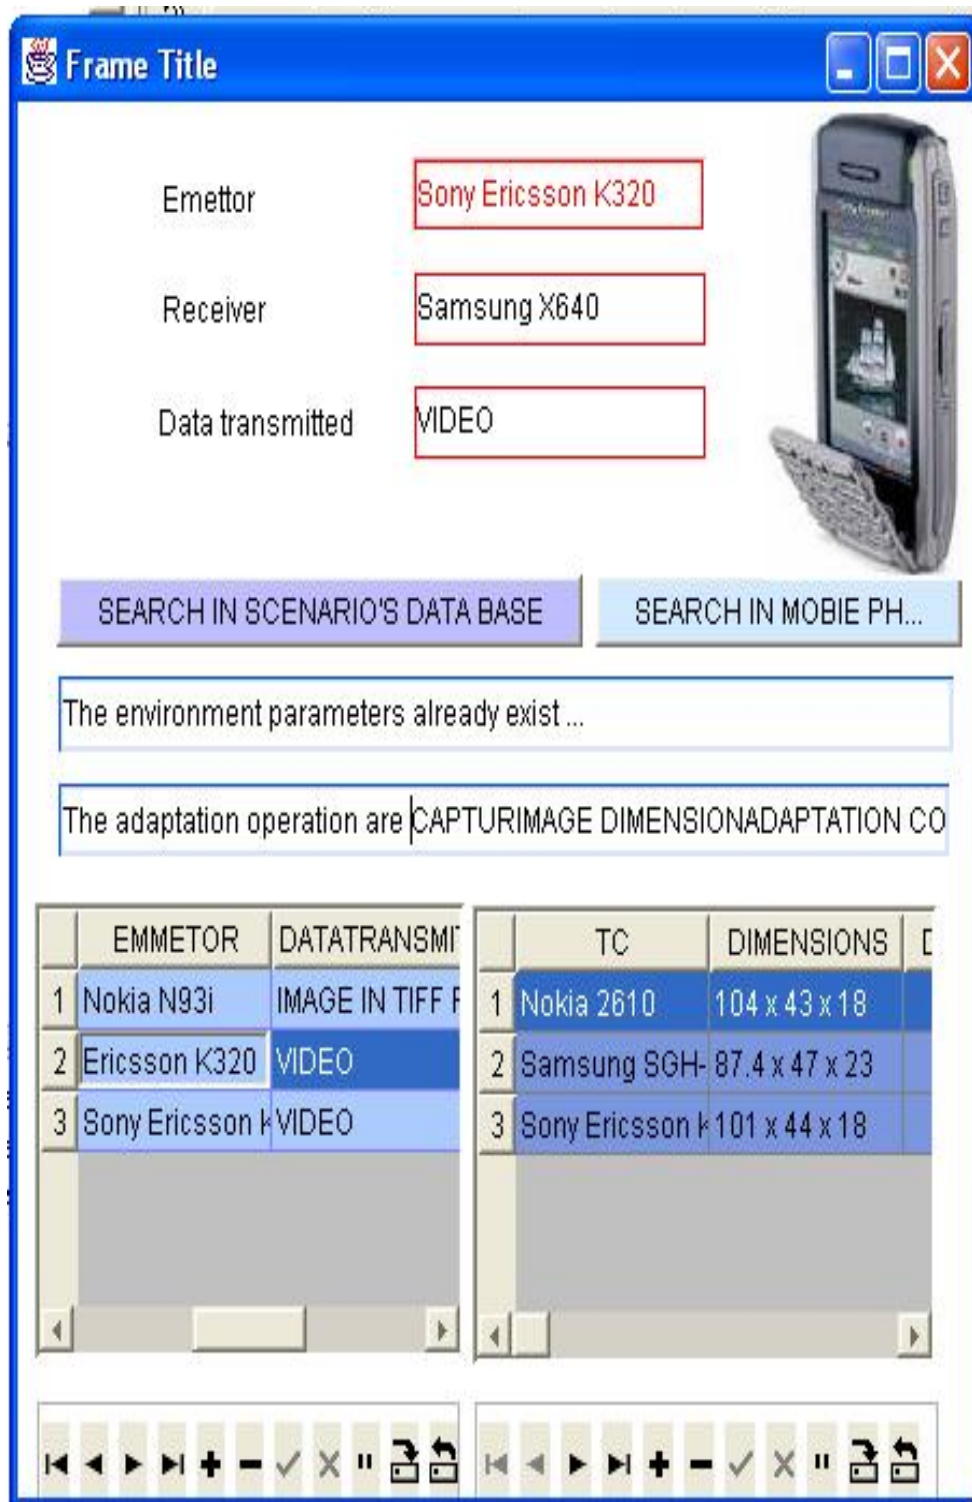 Frame Title
Emettor
Sony Ericsson K320
Receiver
Samsung X640
Data transmitted
VIDEO
SEARCH IN SCENARIO'S DATA BASE
SEARCH IN MOBIE PH...
The environment parameters already exist ...
The adaptation operation are CAPTURIMAGE DIMENSIONADAPTATION CO
EMMETOR DATATRANSMIT
1 Nokia N93i IMAGE IN TIFF F
2 Ericsson K320 VIDEO
3 Sony Ericsson K VIDEO
TC DIMENSIONS D
1 Nokia 2610 104 x 43 x 18
2 Samsung SGH- 87.4 x 47 x 23
3 Sony Ericsson K 101 x 44 x 18